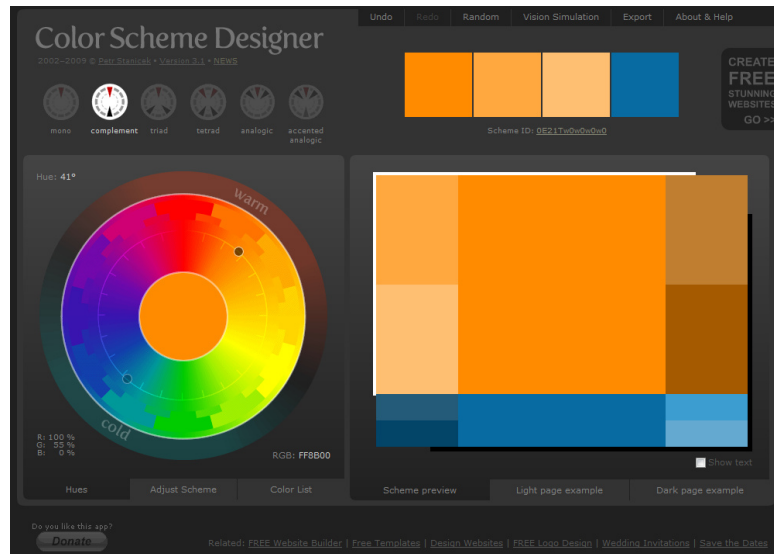 Undo Redo Random Vision Simulation Export About & Help
Color Scheme Designer
2002–2009 © Petr Stanicek • Version 3.1 • NEWS
mono complement triad tetrad analogic accented
analogic
Scheme ID: 0E21Tw0w0w0w0
CREATE
FREE
STUNNING
WEBSITES
GO >>
Hue: 41°
warm
cold
R: 100 %
G: 55 %
B: 0 %
RGB: FF8B00
Show text
Hues Adjust Scheme Color List
Scheme preview Light page example Dark page example
Do you like this app?
Donate
Related: FREE Website Builder | Free Templates | Design Websites | FREE Logo Design | Wedding Invitations | Save the Dates